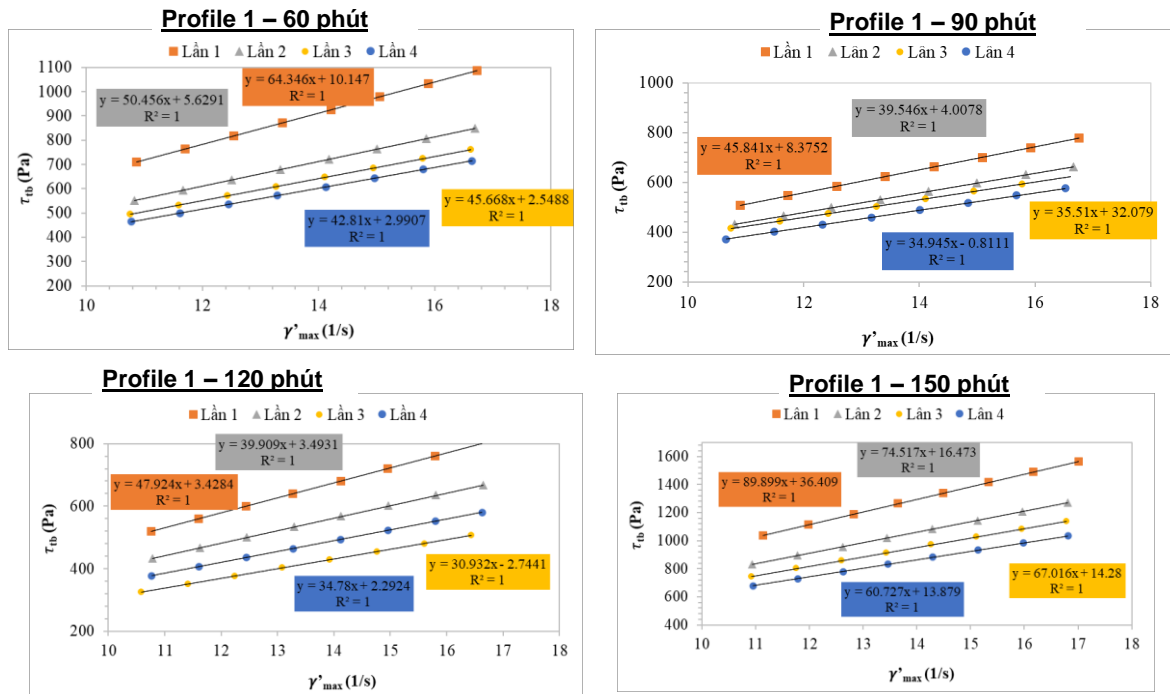 Profile 1 – 60 phút
Lần 1 Lần 2 Lần 3 Lần 4
1100
1000
900
800
700
600
500
400
300
200
τtb (Pa)
y = 64.346x + 10.147
R² = 1
y = 50.456x + 5.6291
R² = 1
y = 45.668x + 2.5488
R² = 1
y = 42.81x + 2.9907
R² = 1
10 12 14 16 18
γ'max (1/s)
Profile 1 – 90 phút
Lân 1 Lân 2 Lân 3 Lân 4
1000
800
600
400
200
τtb (Pa)
y = 39.546x + 4.0078
R² = 1
y = 45.841x + 8.3752
R² = 1
y = 35.51x + 32.079
R² = 1
y = 34.945x - 0.8111
R² = 1
10 12 14 16 18
γ'max (1/s)
Profile 1 – 120 phút
Lần 1 Lần 2 Lần 3 Lần 4
800
600
400
200
τtb (Pa)
y = 39.909x + 3.4931
R² = 1
y = 47.924x + 3.4284
R² = 1
y = 30.932x - 2.7441
R² = 1
y = 34.78x + 2.2924
R² = 1
10 11 12 13 14 15 16 17 18
γ'max (1/s)
Profile 1 – 150 phút
Lân 1 Lân 2 Lân 3 Lân 4
1600
1400
1200
1000
800
600
400
τtb (Pa)
y = 74.517x + 16.473
R² = 1
y = 89.899x + 36.409
R² = 1
y = 67.016x + 14.28
R² = 1
y = 60.727x + 13.879
R² = 1
10 11 12 13 14 15 16 17 18
γ'max (1/s)